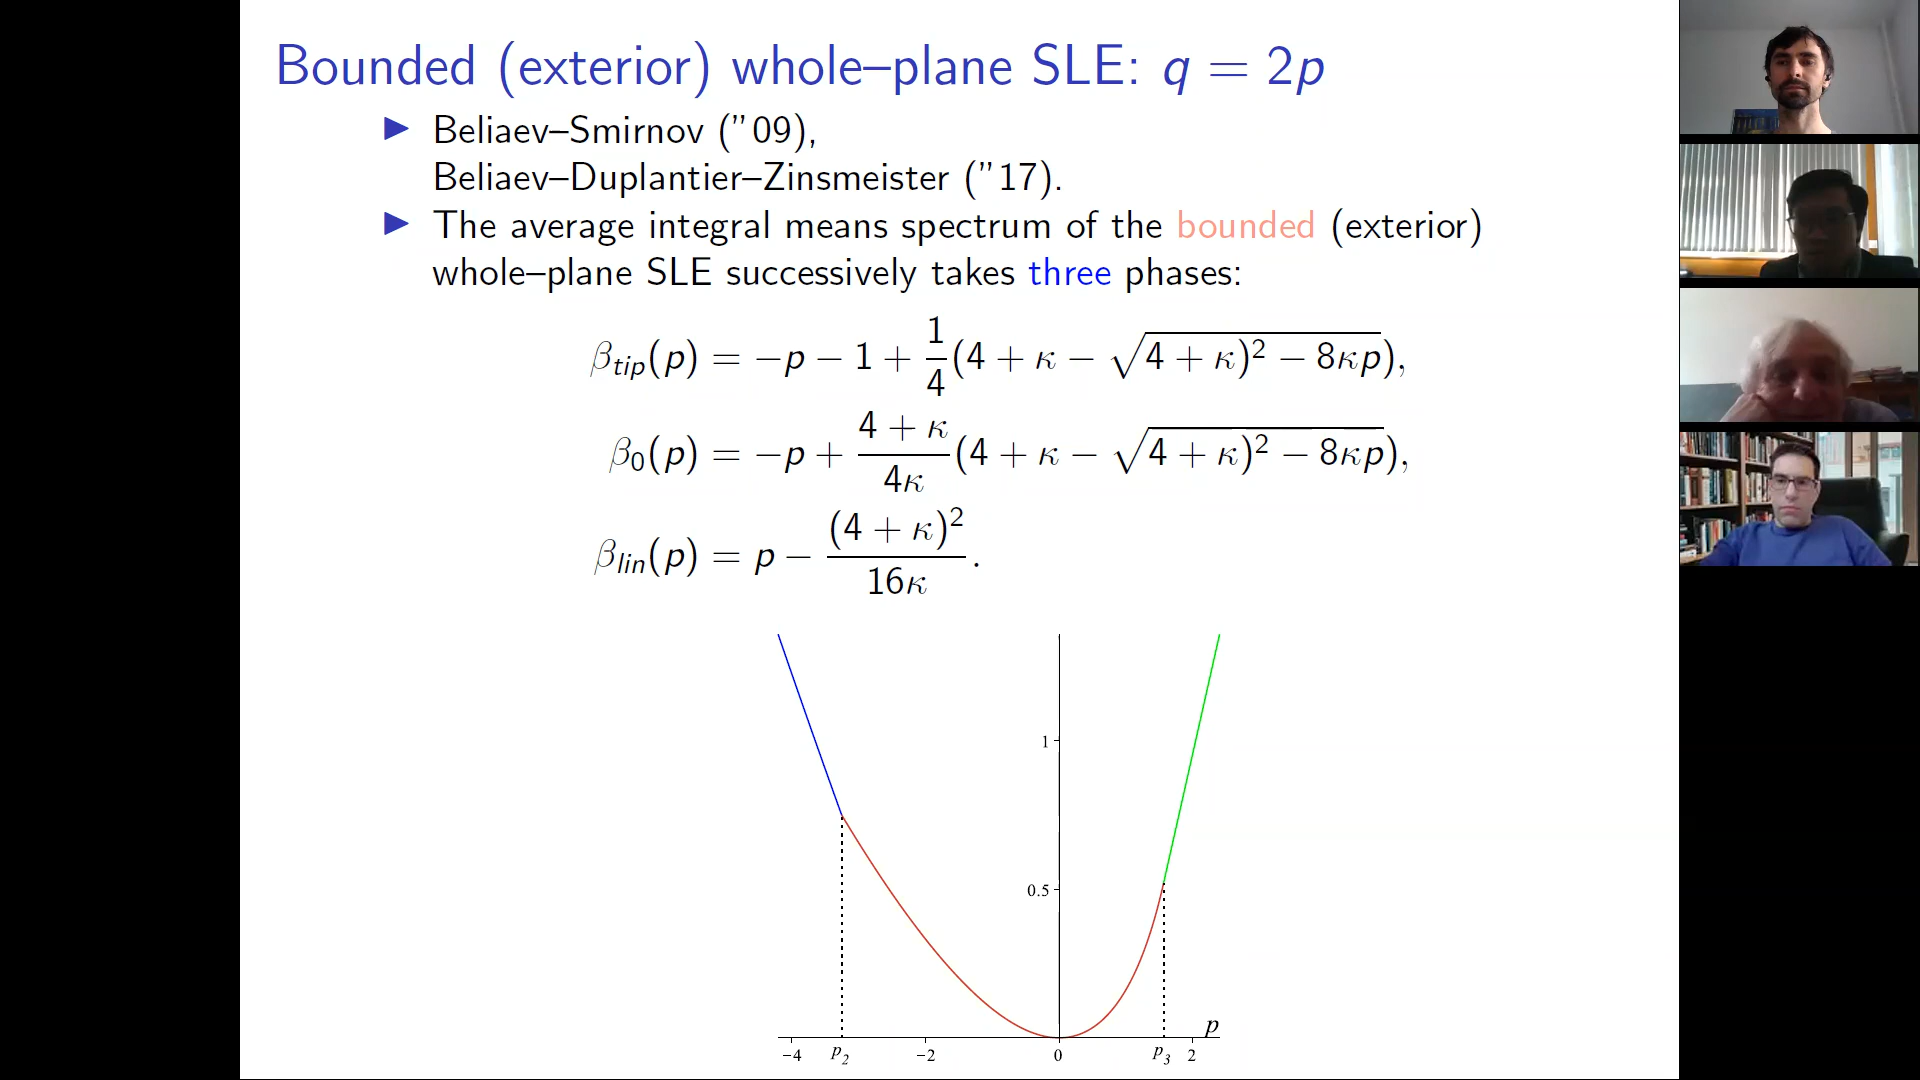 Bounded (exterior) whole–plane SLE: q = 2p
▶ Beliaev–Smirnov (”09),
Beliaev–Duplantier–Zinsmeister (”17).
▶ The average integral means spectrum of the bounded (exterior)
whole–plane SLE successively takes three phases:
β_tip(p) = −p − 1 + 1/4 (4 + κ − √(4 + κ)² − 8κp),
β₀(p) = −p + (4 + κ)/4κ (4 + κ − √(4 + κ)² − 8κp),
β_lin(p) = p − (4 + κ)²/16κ .
1
0.5
p
−4 p₂ −2 0 p₃ 2